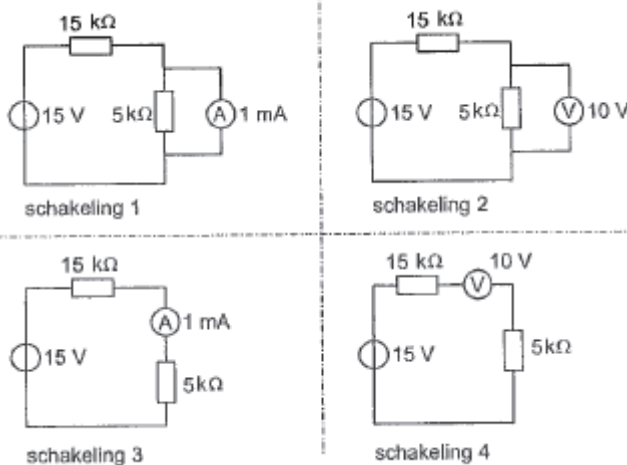 15 kΩ
15 V
5kΩ
A
1 mA
schakeling 1
15 kΩ
15 V
5kΩ
V
10 V
schakeling 2
15 kΩ
A
1 mA
15 V
5kΩ
schakeling 3
15 kΩ
10 V
V
15 V
5kΩ
schakeling 4